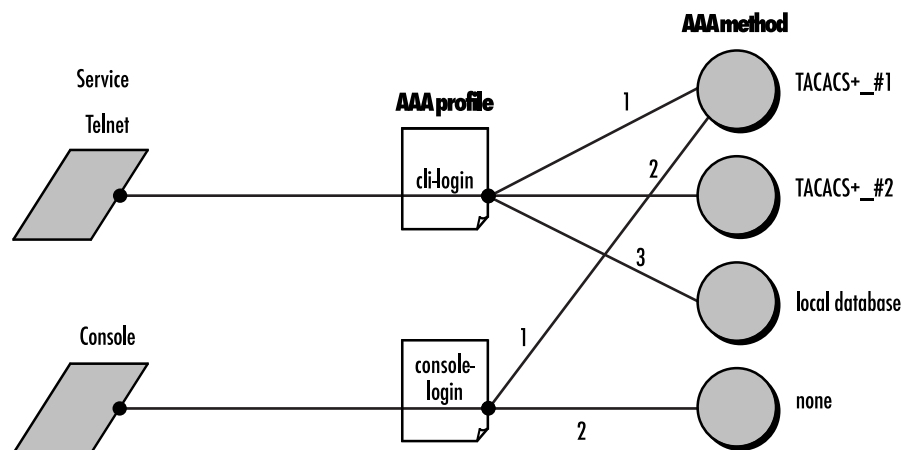 AAA method
Service
Telnet
AAA profile
cli-login
1
2
3
TACACS+_#1
TACACS+_#2
local database
Console
console-
login
1
2
none